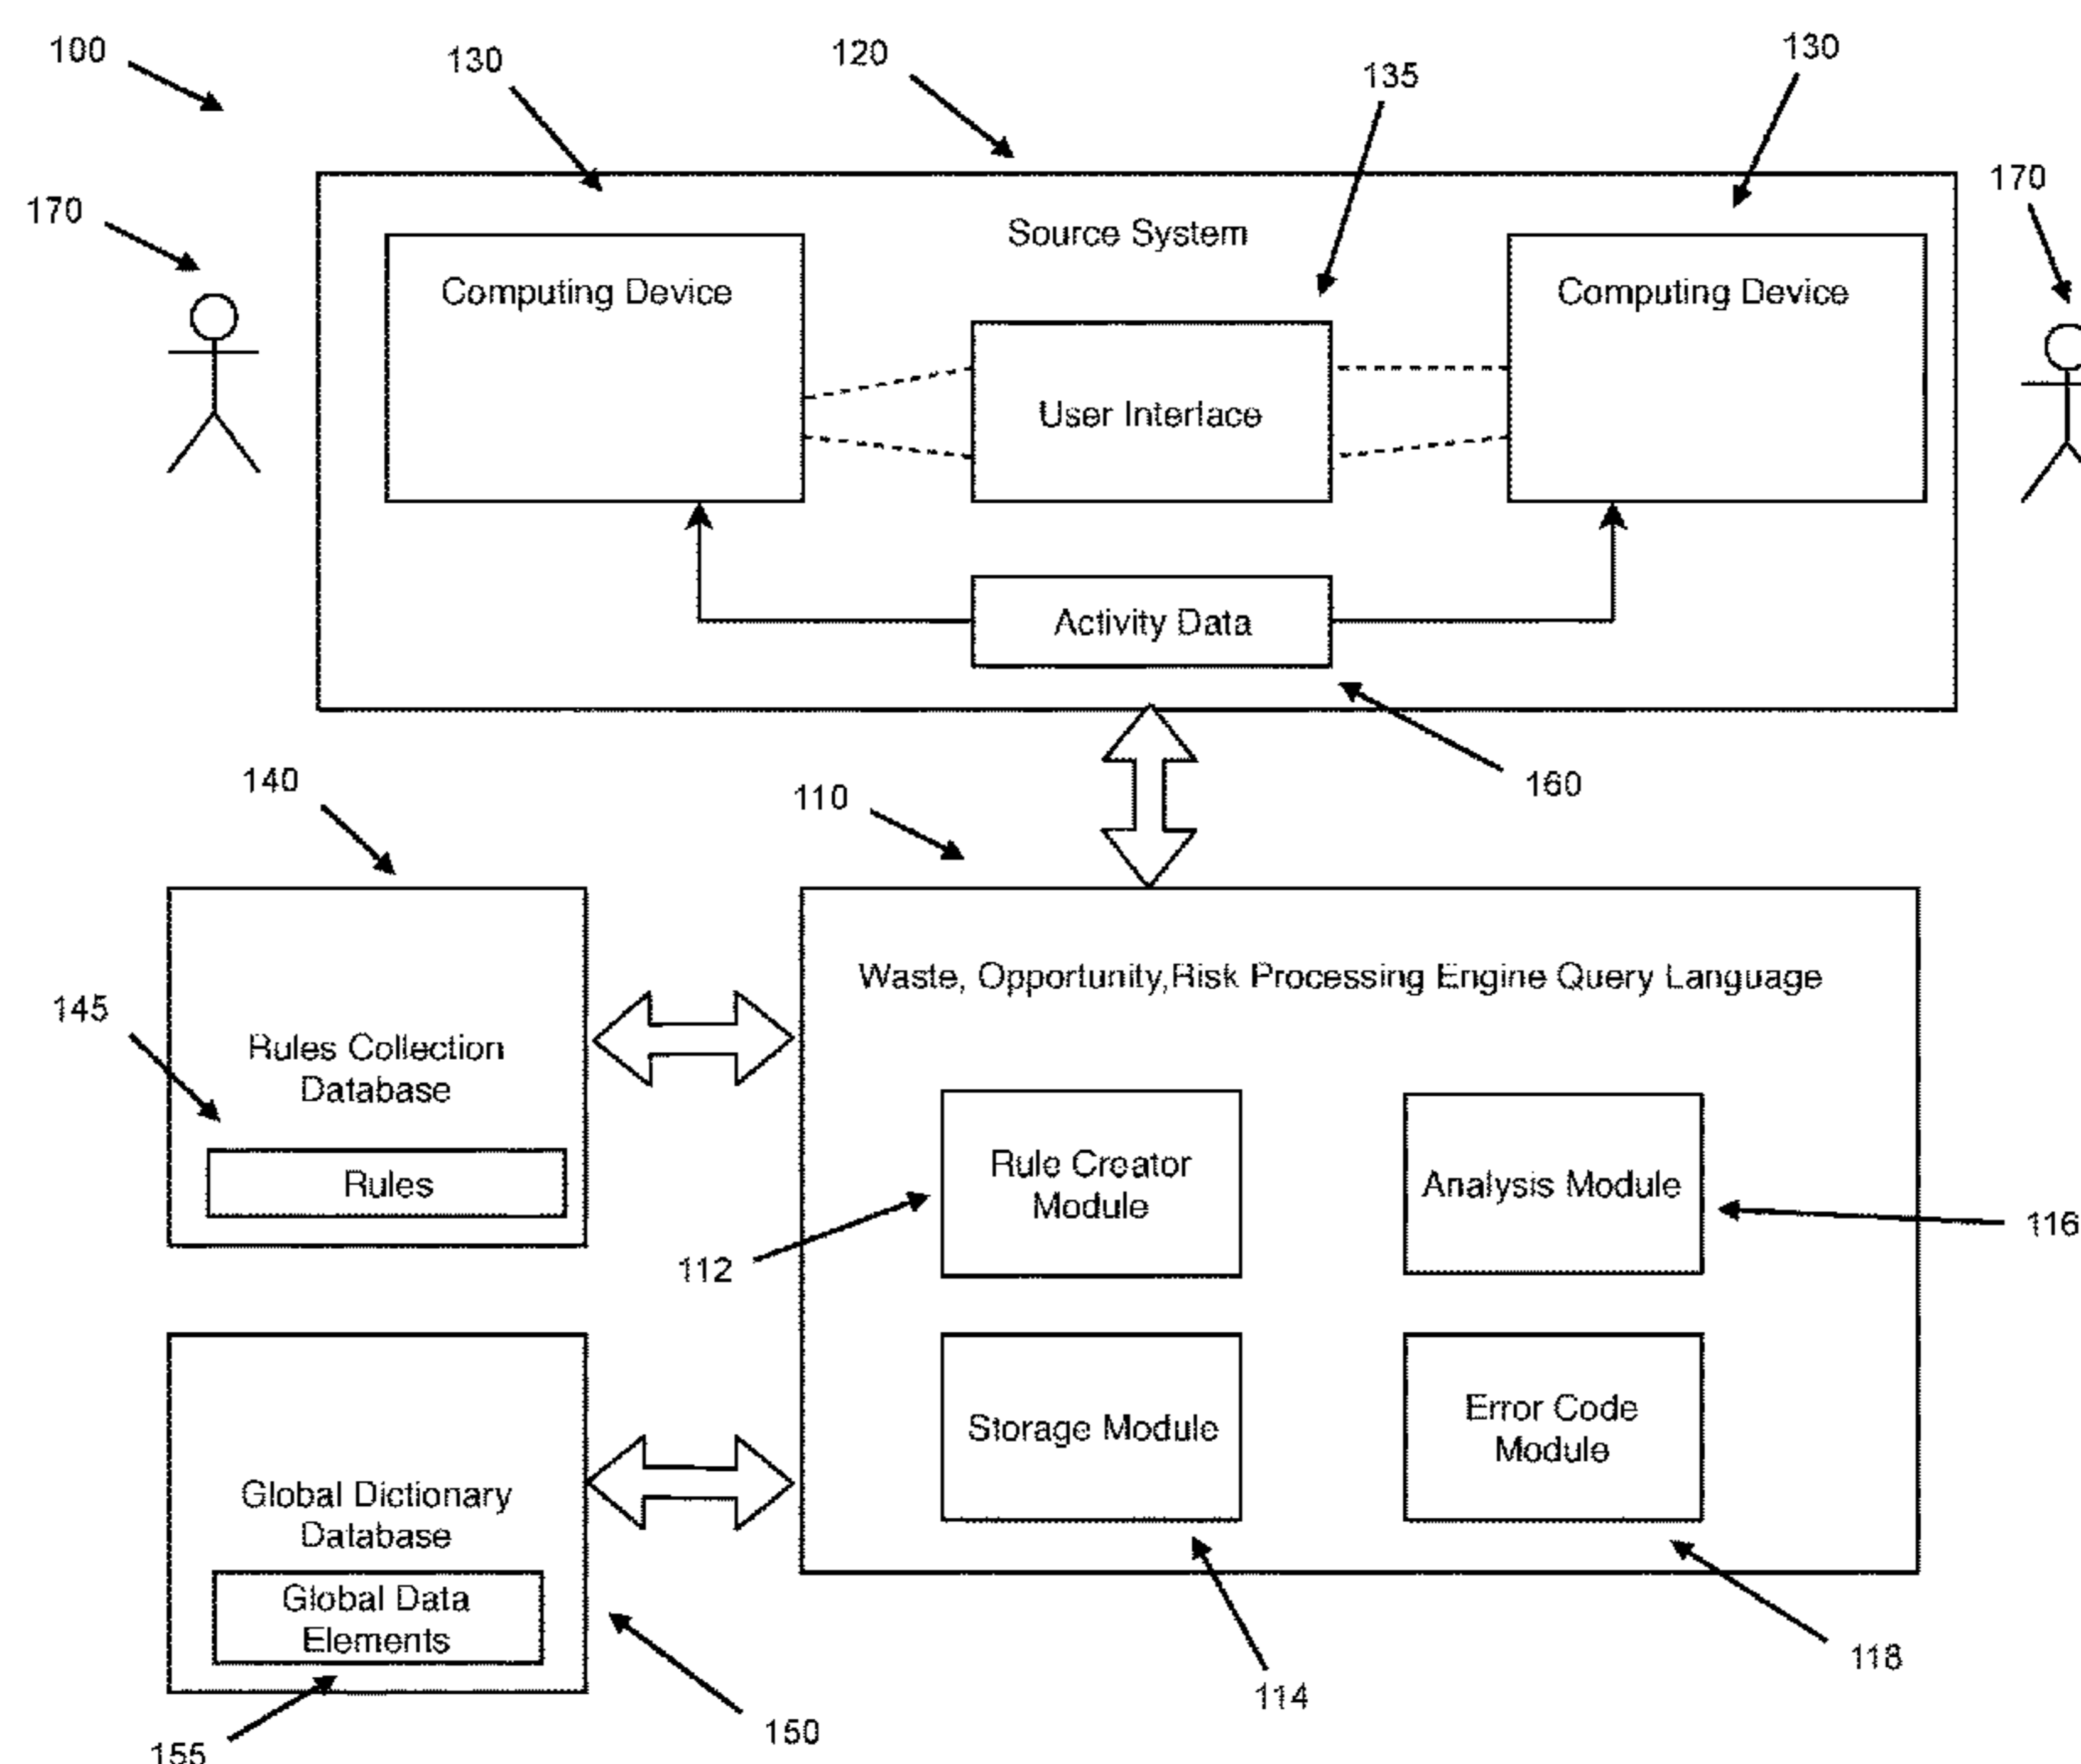 100
130
120
135
130
170
170
Source System
Computing Device
Computing Device
User Interface
Activity Data
160
140
110
145
Waste, Opportunity,Risk Processing Engine Query Language
Rules Collection
Database
Rules
Rule Creator
Module
Analysis Module
112
116
Storage Module
Error Code
Module
Global Dictionary
Database
Global Data
Elements
118
114
150
155